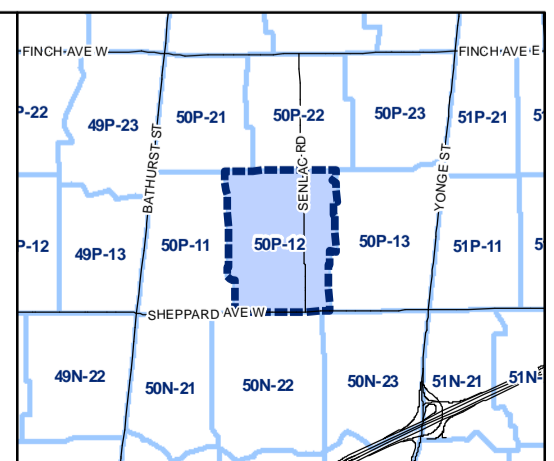 FINCH AVE W
FINCH AVE E
P-22
49P-23
50P-21
50P-22
50P-23
51P-21
BATHURST ST
SENLAC RD
YONGE ST
P-12
49P-13
50P-11
50P-12
50P-13
51P-11
SHEPPARD AVE W
49N-22
50N-21
50N-22
50N-23
51N-21
51N-